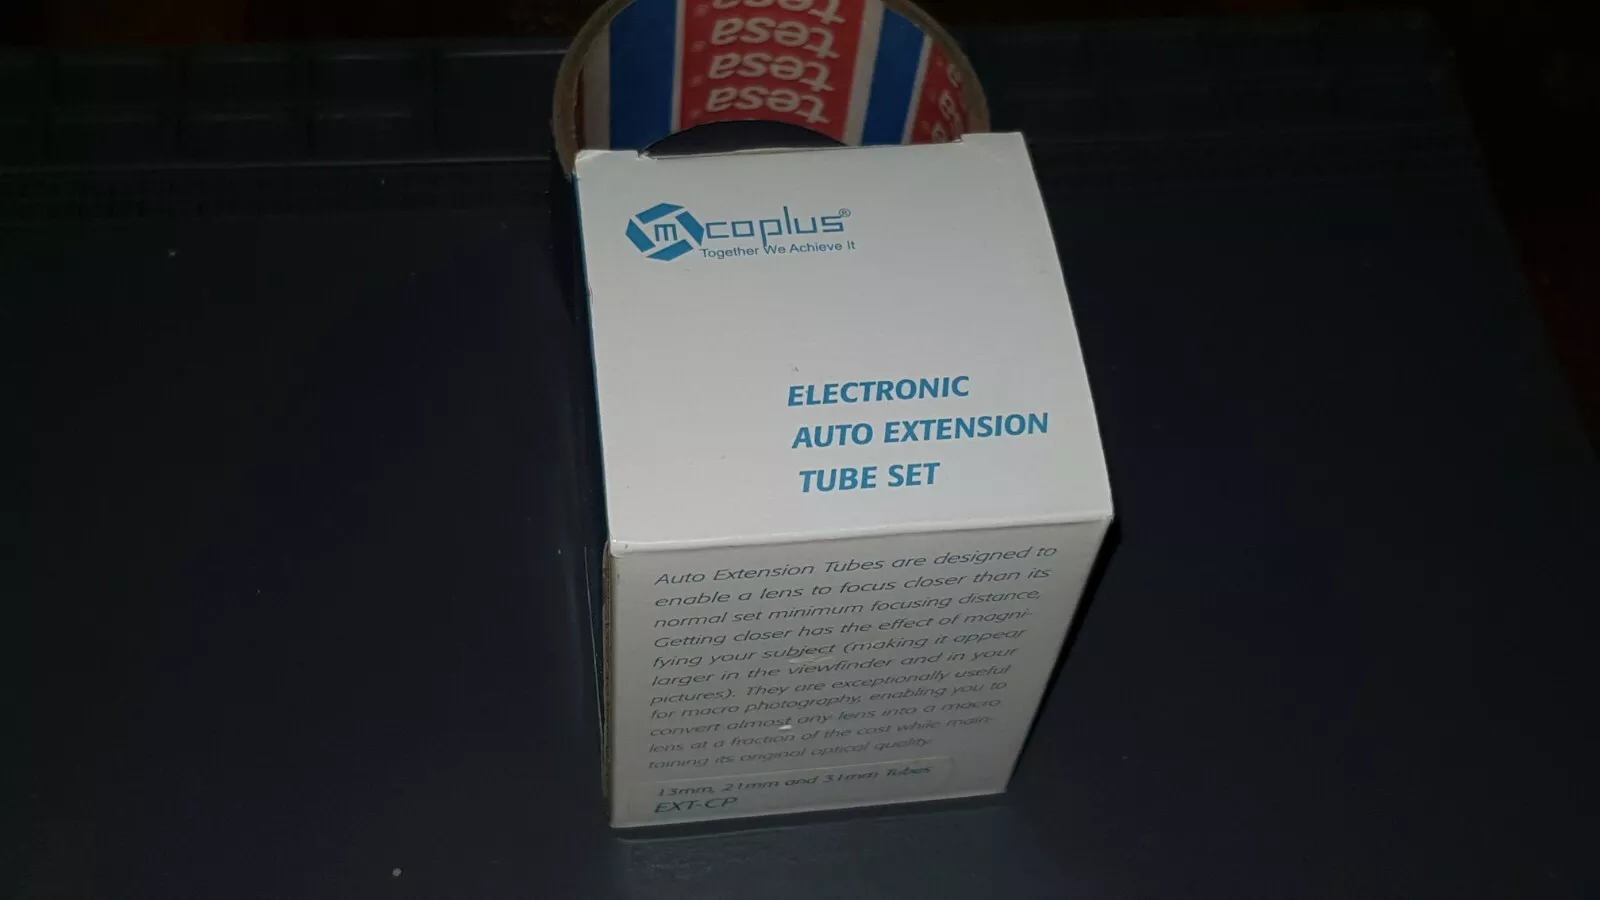 tesa
tesa
tesa
tesa
mcoplus®
Together We Achieve It
ELECTRONIC
AUTO EXTENSION
TUBE SET
Auto Extension Tubes are designed to
enable a lens to focus closer than its
normal set minimum focusing distance,
Getting closer has the effect of magni-
fying your subject (making it appear
larger in the viewfinder and in your
pictures). They are exceptionally useful
for macro photography, enabling you to
convert almost any lens into a macro
lens at a fraction of the cost while main-
taining its original optical quality.
13mm, 21mm and 31mm Tubes
EXT-CP